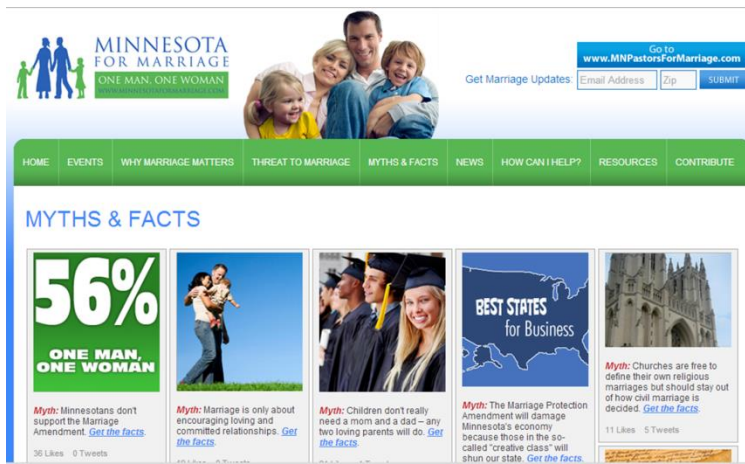 MINNESOTA
FOR MARRIAGE
ONE MAN, ONE WOMAN
WWW.MINNESOTAFORMARRIAGE.COM
Go to
www.MNPastorsForMarriage.com
Get Marriage Updates: Email Address Zip SUBMIT
HOME EVENTS WHY MARRIAGE MATTERS THREAT TO MARRIAGE MYTHS & FACTS NEWS HOW CAN I HELP? RESOURCES CONTRIBUTE
MYTHS & FACTS
56%
ONE MAN,
ONE WOMAN
Myth: Minnesotans don't
support the Marriage
Amendment. Get the facts.
36 Likes 0 Tweets
Myth: Marriage is only about
encouraging loving and
committed relationships. Get
the facts.
Myth: Children don't really
need a mom and a dad – any
two loving parents will do. Get
the facts.
BEST STATES
for Business
Myth: The Marriage Protection
Amendment will damage
Minnesota's economy
because those in the so-
called "creative class" will
shun our state. Get the facts.
Myth: Churches are free to
define their own religious
marriages but should stay out
of how civil marriage is
decided. Get the facts.
11 Likes 5 Tweets